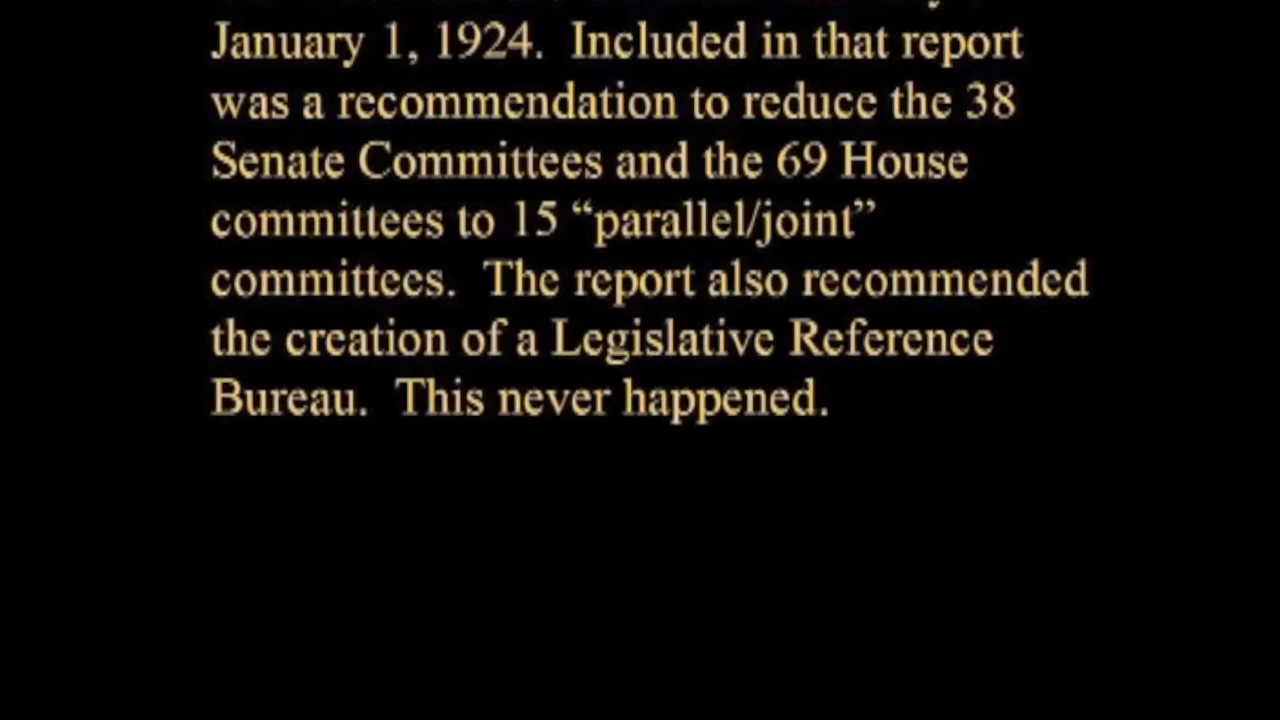 January 1, 1924.  Included in that report
was a recommendation to reduce the 38
Senate Committees and the 69 House
committees to 15 “parallel/joint”
committees.  The report also recommended
the creation of a Legislative Reference
Bureau.  This never happened.